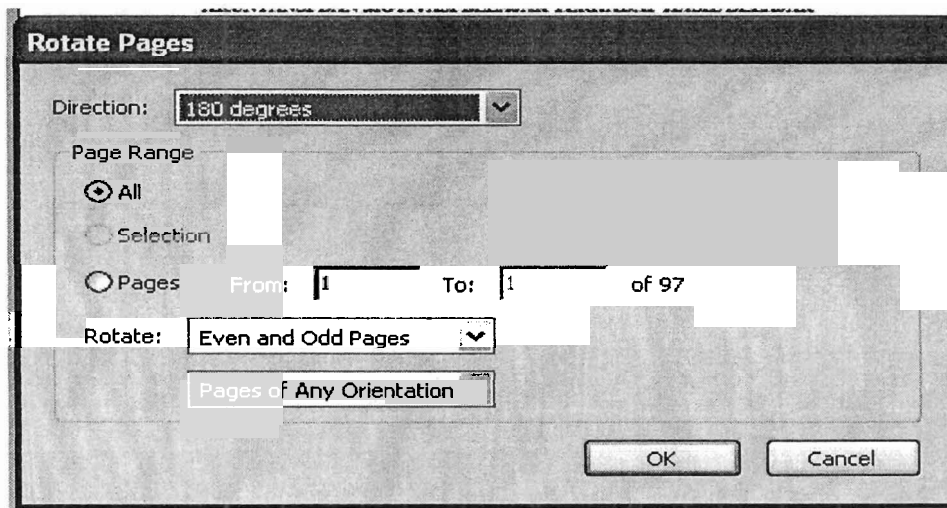 Rotate Pages
Direction: 180 degrees
Page Range
All
Selection
Pages From: 1 To: 1 of 97
Rotate: Even and Odd Pages
Pages of Any Orientation
OK Cancel